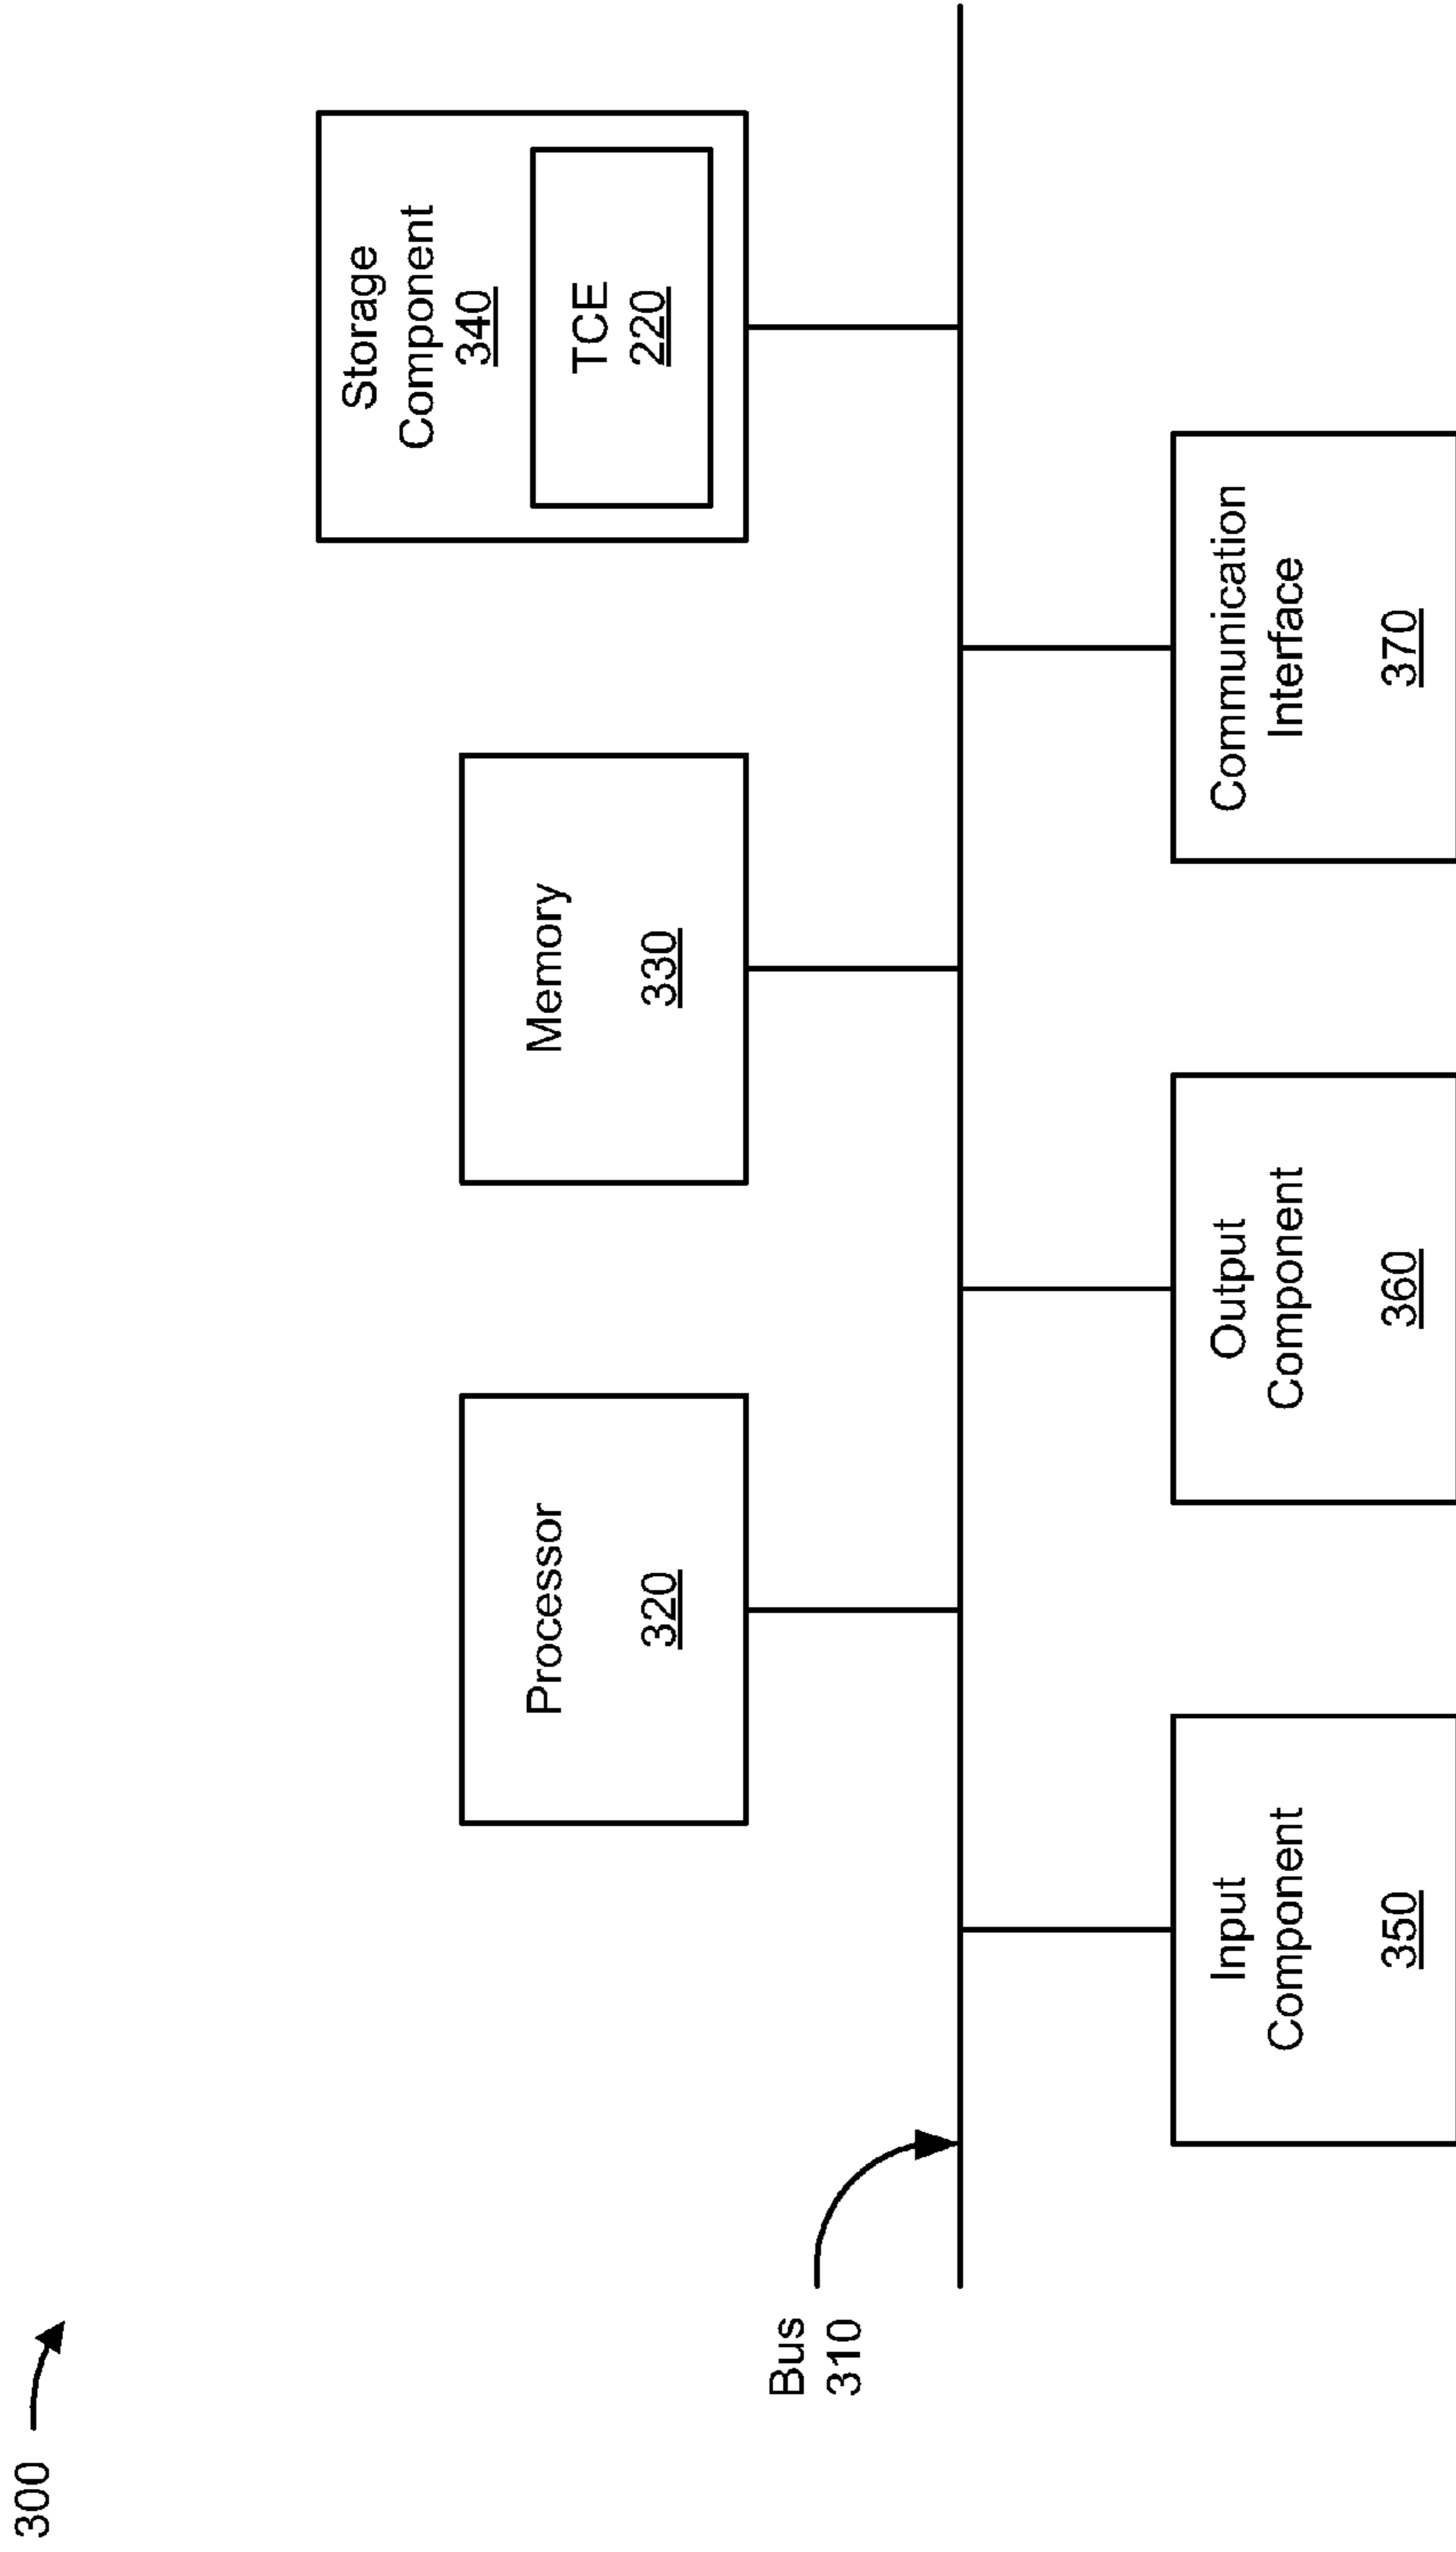 300
Processor
320
Memory
330
Storage
Component
340
TCE
220
Bus
310
Input
Component
350
Output
Component
360
Communication
Interface
370